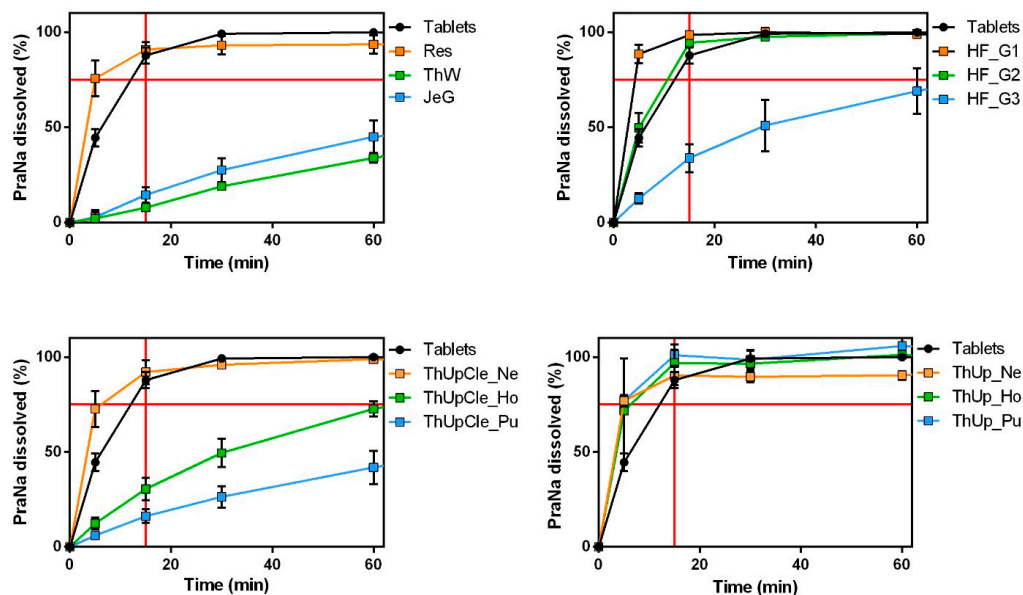 PraNa dissolved (%)
100
50
0
0
20
40
60
Time (min)
Tablets
Res
ThW
JeG
PraNa dissolved (%)
100
50
0
0
20
40
60
Time (min)
Tablets
HF_G1
HF_G2
HF_G3
PraNa dissolved (%)
100
50
0
0
20
40
60
Time (min)
Tablets
ThUpCle_Ne
ThUpCle_Ho
ThUpCle_Pu
PraNa dissolved (%)
100
50
0
0
20
40
60
Time (min)
Tablets
ThUp_Ne
ThUp_Ho
ThUp_Pu